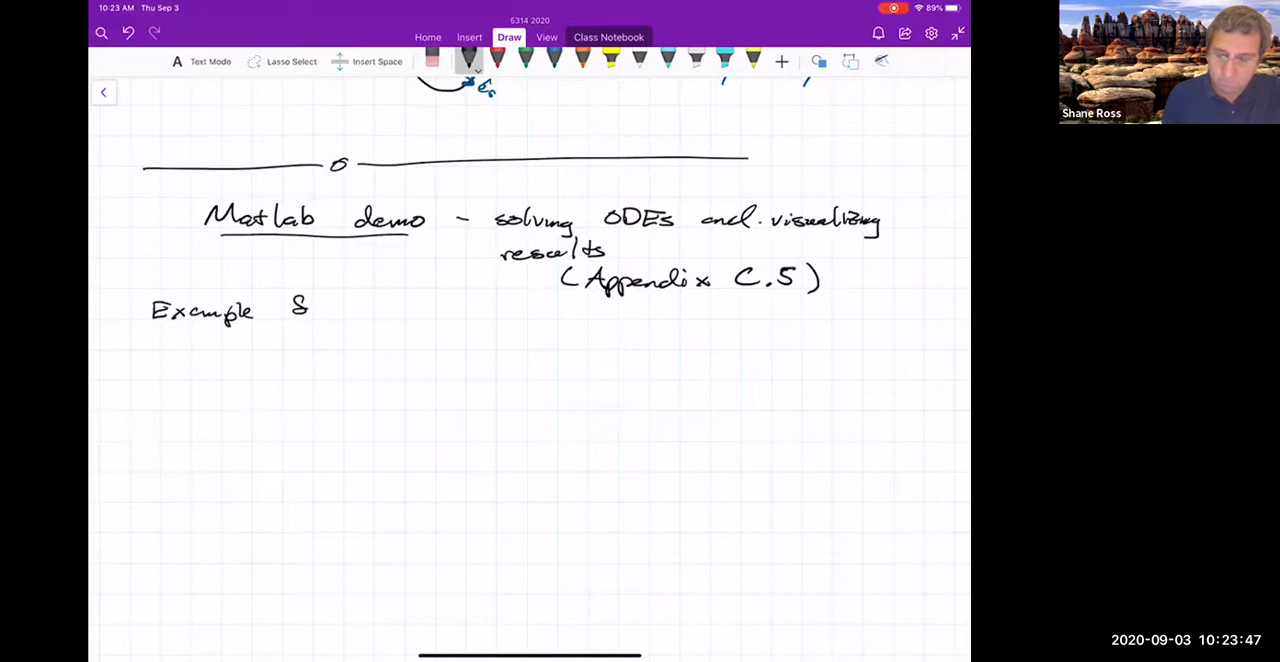 10:23 AM Thu Sep 3
89%
5314 2020
Home Insert Draw View Class Notebook
Text Mode Lasso Select Insert Space
Shane Ross
ês
Matlab demo - solving ODEs and visualizing
results
(Appendix C.5)
Example 8
2020-09-03 10:23:47